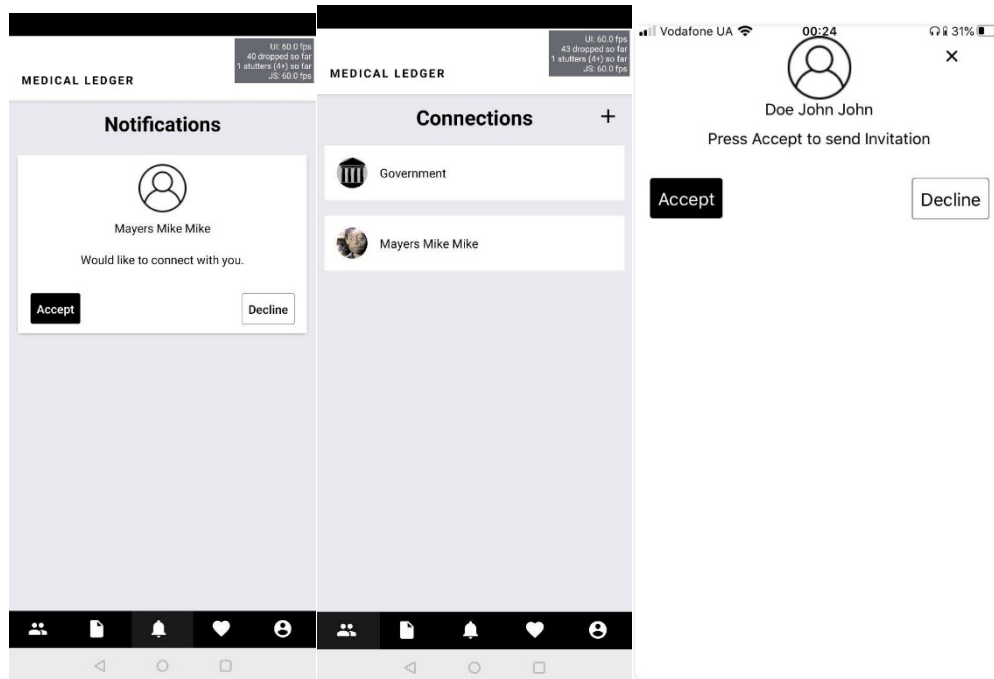 UI: 60.0 fps
40 dropped so far
1 stutters (4+) so far
JS: 60.0 fps
MEDICAL LEDGER
Notifications
Mayers Mike Mike
Would like to connect with you.
Accept
Decline
UI: 60.0 fps
43 dropped so far
1 stutters (4+) so far
JS: 60.0 fps
MEDICAL LEDGER
Connections +
Government
Mayers Mike Mike
Vodafone UA 00:24 31%
Doe John John
Press Accept to send Invitation
Accept
Decline